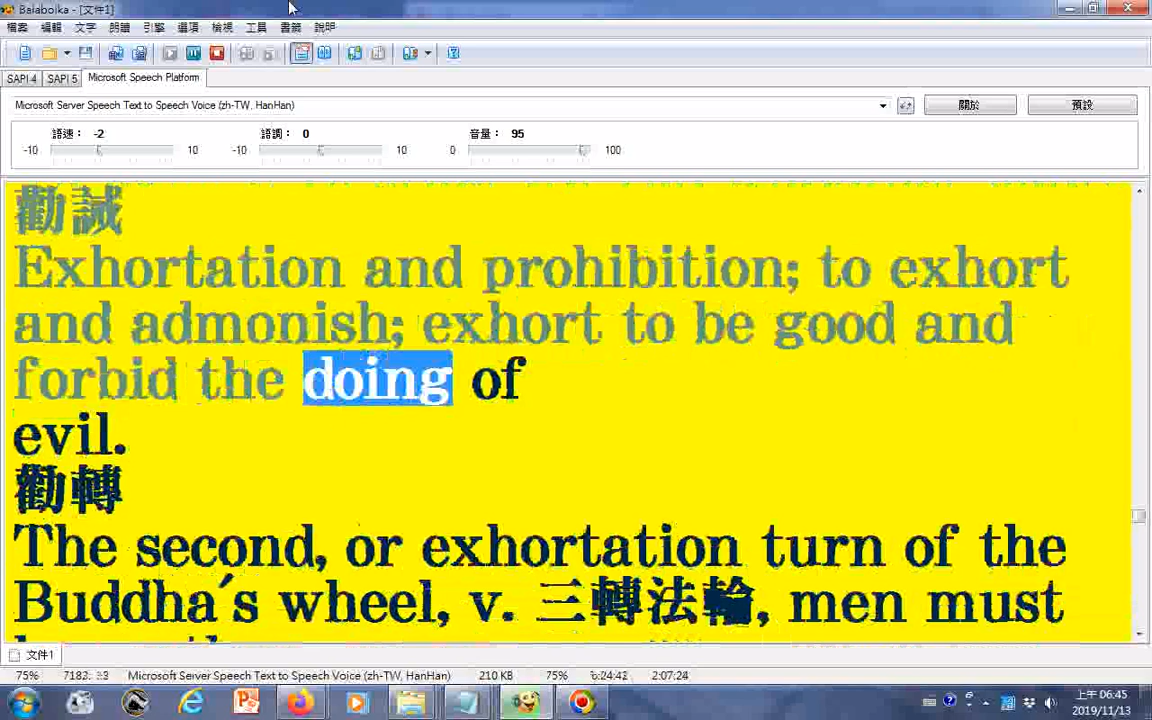 Balabolka - [文件1]
檔案 編輯 文字 朗讀 引擎 選項 檢視 工具 書籤 說明
SAPI 4 SAPI 5 Microsoft Speech Platform
Microsoft Server Speech Text to Speech Voice (zh-TW, HanHan) 關於 預設
語速： -2 語調： 0 音量： 95
-10 10 -10 10 0 100
勸誡
Exhortation and prohibition; to exhort
and admonish; exhort to be good and
forbid the doing of
evil.
勸轉
The second, or exhortation turn of the
Buddha´s wheel, v. 三轉法輪, men must
文件1
75% Microsoft Server Speech Text to Speech Voice (zh-TW, HanHan) 210 KB 75% 6:24:42 2:07:24
上午 06:45
2019/11/13